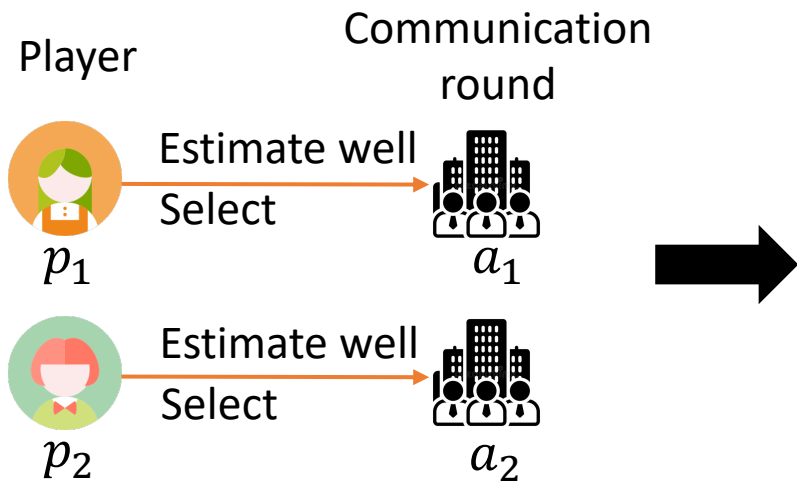 Player
Communication
round
Estimate well
Select
p₁
a₁
Estimate well
Select
p₂
a₂